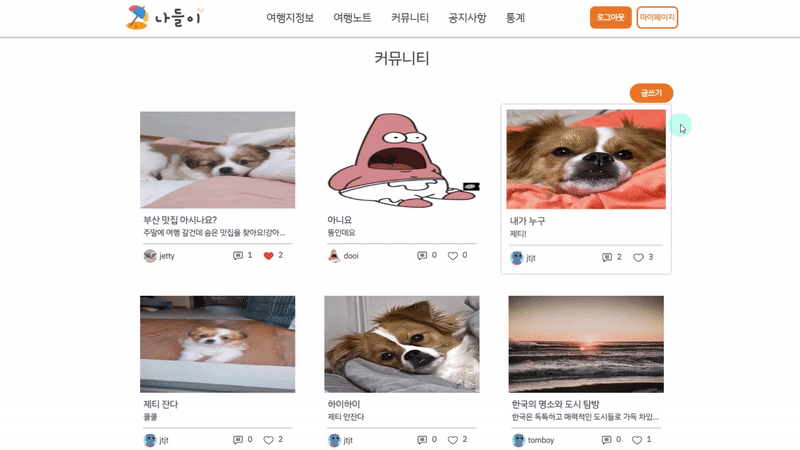 나들이
여행지정보 여행노트 커뮤니티 공지사항 통계
로그아웃 마이페이지
커뮤니티
글쓰기
부산 맛집 아시나요?
주말에 여행 갈건데 숨은 맛집을 찾아요!강아...
jetty 1 2
아니요
뚱인데요
dooi 0 0
내가 누구
제티!
jtjt 2 3
제티 잔다
쿨쿨
jtjt 0 2
하이하이
제티 안잔다
jtjt 0 2
한국의 명소와 도시 탐방
한국은 독특하고 매력적인 도시들로 가득 차있...
tomboy 0 1